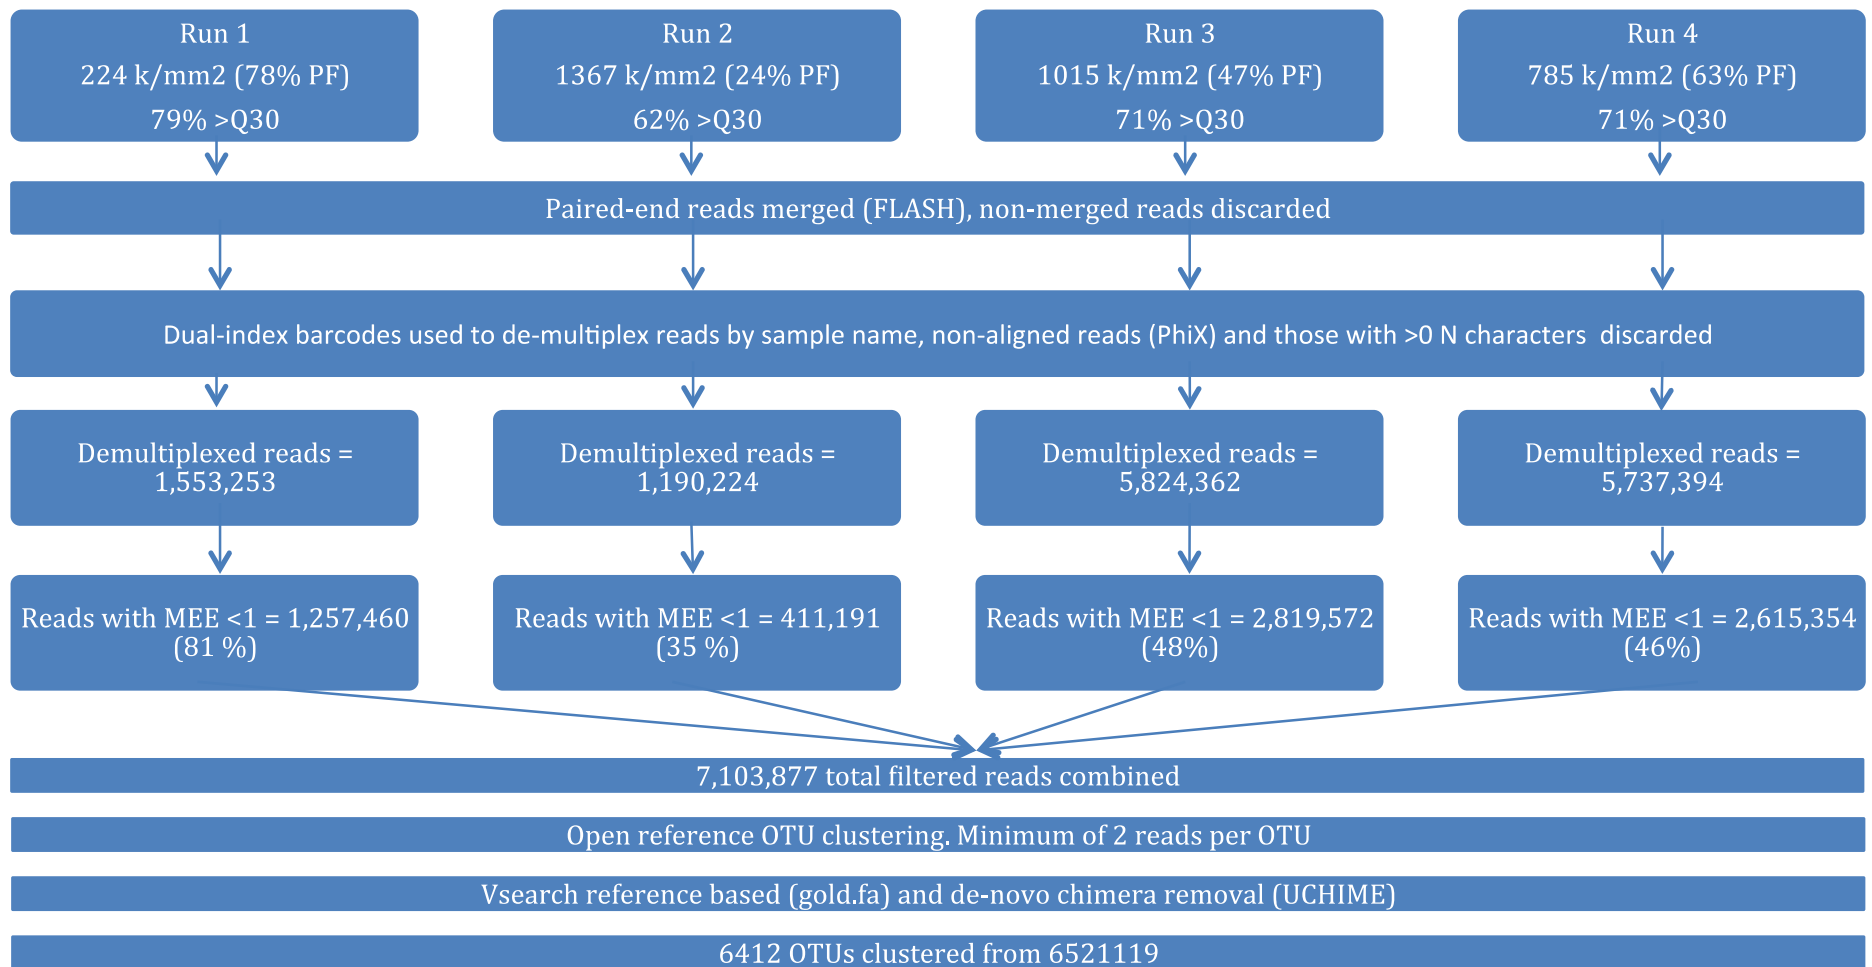 Run 1
224 k/mm2 (78% PF)
79% >Q30
Run 2
1367 k/mm2 (24% PF)
62% >Q30
Run 3
1015 k/mm2 (47% PF)
71% >Q30
Run 4
785 k/mm2 (63% PF)
71% >Q30
Paired-end reads merged (FLASH), non-merged reads discarded
Dual-index barcodes used to de-multiplex reads by sample name, non-aligned reads (PhiX) and those with >0 N characters  discarded
Demultiplexed reads =
1,553,253
Demultiplexed reads =
1,190,224
Demultiplexed reads =
5,824,362
Demultiplexed reads =
5,737,394
Reads with MEE <1 = 1,257,460
(81 %)
Reads with MEE <1 = 411,191
(35 %)
Reads with MEE <1 = 2,819,572
(48%)
Reads with MEE <1 = 2,615,354
(46%)
7,103,877 total filtered reads combined
Open reference OTU clustering. Minimum of 2 reads per OTU
Vsearch reference based (gold.fa) and de-novo chimera removal (UCHIME)
6412 OTUs clustered from 6521119